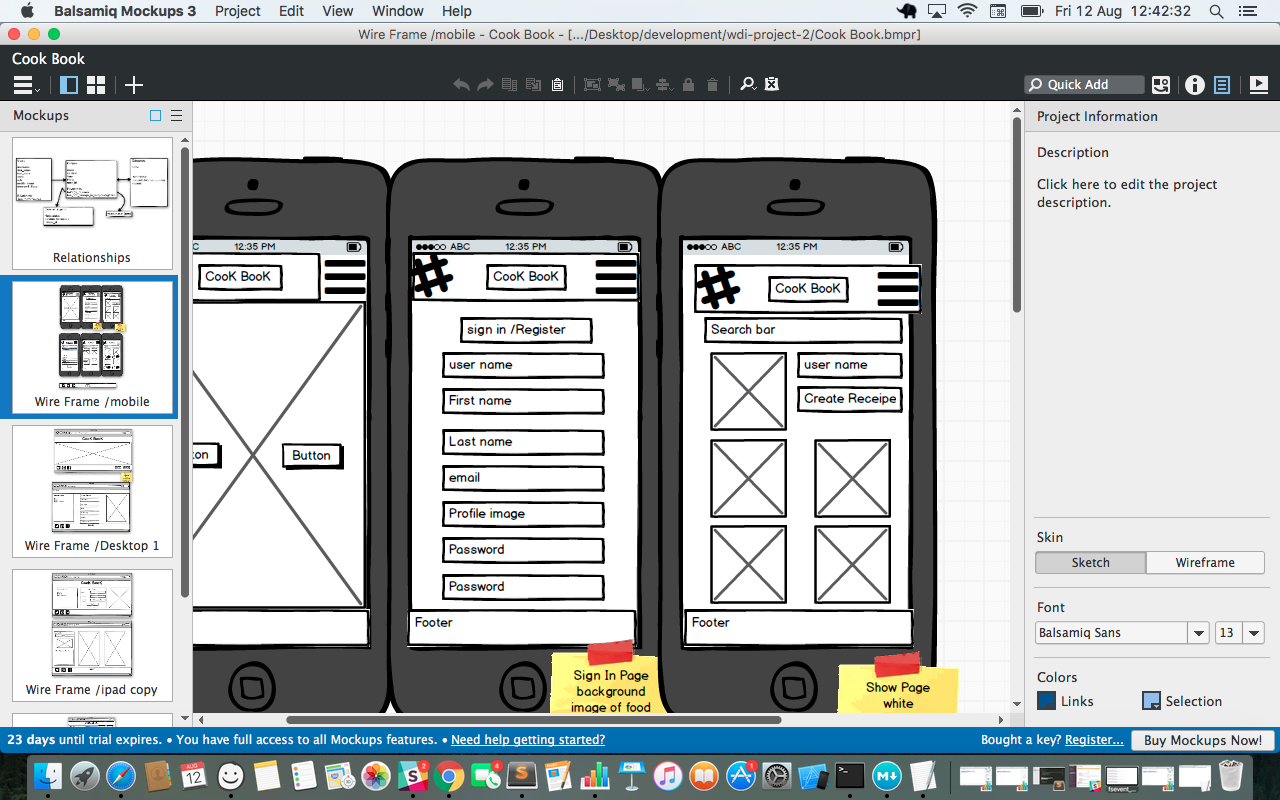 Balsamiq Mockups 3 Project Edit View Window Help
Fri 12 Aug 12:42:32
Wire Frame /mobile - Cook Book - [.../Desktop/development/wdi-project-2/Cook Book.bmpr]
Cook Book
Quick Add
Mockups
Relationships
Wire Frame /mobile
Wire Frame /Desktop 1
Wire Frame /ipad copy
12:35 PM
CooK BooK
Button
ABC 12:35 PM
CooK BooK
sign in /Register
user name
First name
Last name
email
Profile image
Password
Password
Footer
Sign In Page
background
image of food
ABC 12:35 PM
CooK BooK
Search bar
user name
Create Receipe
Footer
Show Page
white
Project Information
Description
Click here to edit the project
description.
Skin
Sketch Wireframe
Font
Balsamiq Sans 13
Colors
Links Selection
23 days until trial expires. • You have full access to all Mockups features. • Need help getting started?
Bought a key? Register... Buy Mockups Now!
AUG
12
2
4
1